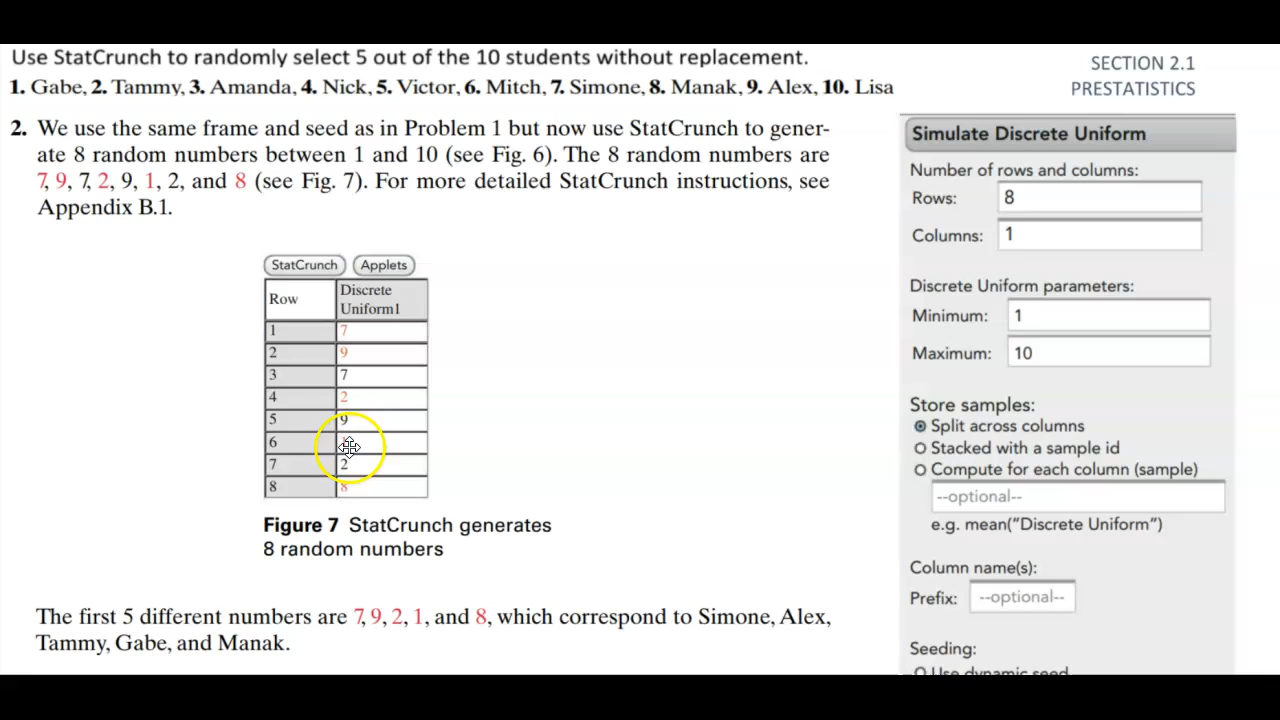 Use StatCrunch to randomly select 5 out of the 10 students without replacement.
1. Gabe, 2. Tammy, 3. Amanda, 4. Nick, 5. Victor, 6. Mitch, 7. Simone, 8. Manak, 9. Alex, 10. Lisa
SECTION 2.1
PRESTATISTICS
2. We use the same frame and seed as in Problem 1 but now use StatCrunch to gener-
ate 8 random numbers between 1 and 10 (see Fig. 6). The 8 random numbers are
7, 9, 7, 2, 9, 1, 2, and 8 (see Fig. 7). For more detailed StatCrunch instructions, see
Appendix B.1.
StatCrunch Applets
Row Discrete
Uniform1
1 7
2 9
3 7
4 2
5 9
6
7 2
8 8
Figure 7 StatCrunch generates
8 random numbers
The first 5 different numbers are 7, 9, 2, 1, and 8, which correspond to Simone, Alex,
Tammy, Gabe, and Manak.
Simulate Discrete Uniform
Number of rows and columns:
Rows: 8
Columns: 1
Discrete Uniform parameters:
Minimum: 1
Maximum: 10
Store samples:
Split across columns
Stacked with a sample id
Compute for each column (sample)
--optional--
e.g. mean("Discrete Uniform")
Column name(s):
Prefix: --optional--
Seeding:
Use dynamic seed